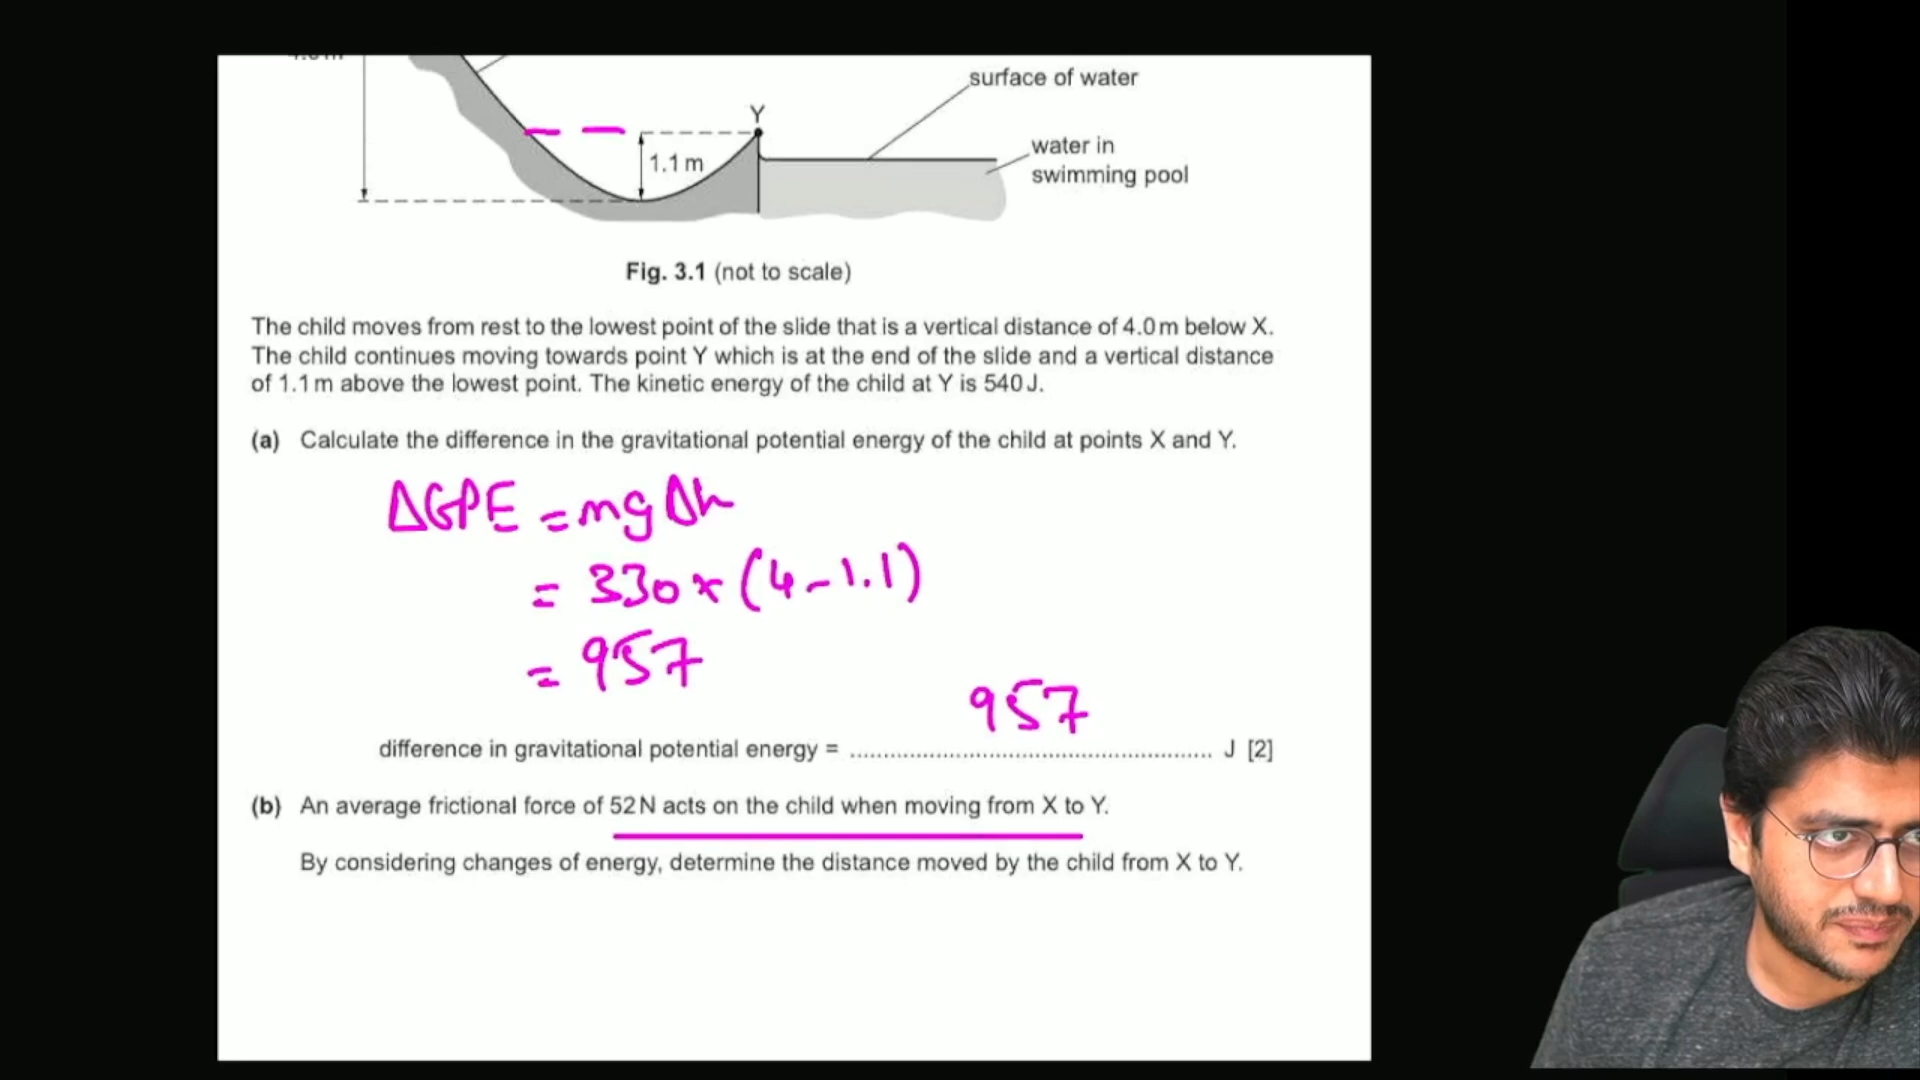 surface of water
Y
water in
swimming pool
1.1 m
Fig. 3.1 (not to scale)
The child moves from rest to the lowest point of the slide that is a vertical distance of 4.0 m below X.
The child continues moving towards point Y which is at the end of the slide and a vertical distance
of 1.1 m above the lowest point. The kinetic energy of the child at Y is 540 J.
(a) Calculate the difference in the gravitational potential energy of the child at points X and Y.
ΔGPE = mgΔh
= 330 × (4 - 1.1)
= 957
957
difference in gravitational potential energy = ...................................................... J [2]
(b) An average frictional force of 52 N acts on the child when moving from X to Y.
By considering changes of energy, determine the distance moved by the child from X to Y.